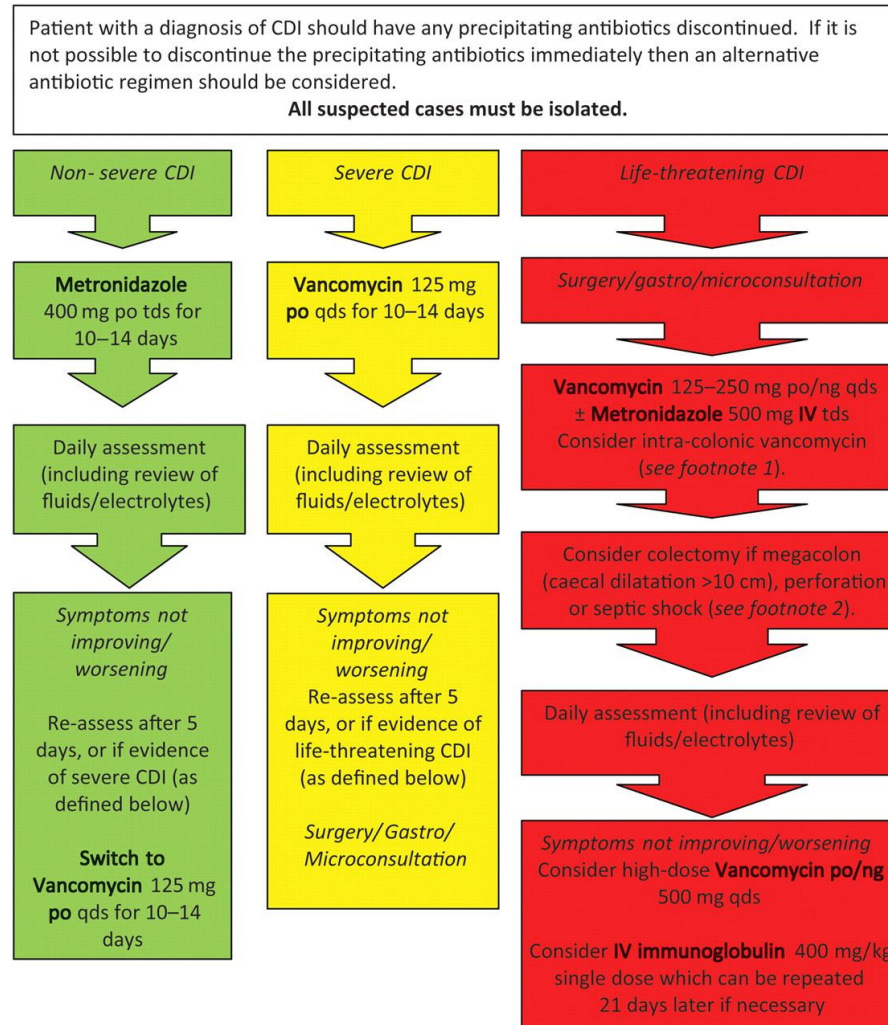 Patient with a diagnosis of CDI should have any precipitating antibiotics discontinued. If it is
not possible to discontinue the precipitating antibiotics immediately then an alternative
antibiotic regimen should be considered.
All suspected cases must be isolated.
Non- severe CDI
Metronidazole
400 mg po tds for
10–14 days
Daily assessment
(including review of
fluids/electrolytes)
Symptoms not
improving/
worsening
Re-assess after 5
days, or if evidence
of severe CDI (as
defined below)
Switch to
Vancomycin 125 mg
po qds for 10–14
days
Severe CDI
Vancomycin 125 mg
po qds for 10–14 days
Daily assessment
(including review of
fluids/electrolytes)
Symptoms not
improving/
worsening
Re-assess after 5
days, or if evidence of
life-threatening CDI
(as defined below)
Surgery/Gastro/
Microconsultation
Life-threatening CDI
Surgery/gastro/microconsultation
Vancomycin 125–250 mg po/ng qds
± Metronidazole 500 mg IV tds
Consider intra-colonic vancomycin
(see footnote 1).
Consider colectomy if megacolon
(caecal dilatation >10 cm), perforation
or septic shock (see footnote 2).
Daily assessment (including review of
fluids/electrolytes)
Symptoms not improving/worsening
Consider high-dose Vancomycin po/ng
500 mg qds
Consider IV immunoglobulin 400 mg/kg
single dose which can be repeated
21 days later if necessary